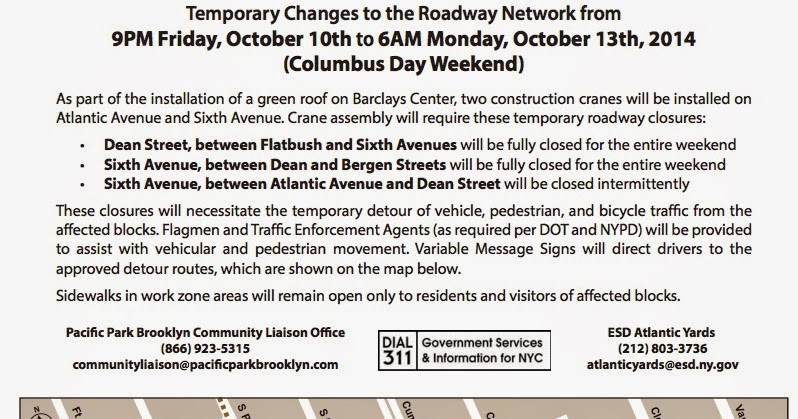 Temporary Changes to the Roadway Network from
9PM Friday, October 10th to 6AM Monday, October 13th, 2014
(Columbus Day Weekend)
As part of the installation of a green roof on Barclays Center, two construction cranes will be installed on
Atlantic Avenue and Sixth Avenue. Crane assembly will require these temporary roadway closures:
• Dean Street, between Flatbush and Sixth Avenues will be fully closed for the entire weekend
• Sixth Avenue, between Dean and Bergen Streets will be fully closed for the entire weekend
• Sixth Avenue, between Atlantic Avenue and Dean Street will be closed intermittently
These closures will necessitate the temporary detour of vehicle, pedestrian, and bicycle traffic from the
affected blocks. Flagmen and Traffic Enforcement Agents (as required per DOT and NYPD) will be provided
to assist with vehicular and pedestrian movement. Variable Message Signs will direct drivers to the
approved detour routes, which are shown on the map below.
Sidewalks in work zone areas will remain open only to residents and visitors of affected blocks.
Pacific Park Brooklyn Community Liaison Office
(866) 923-5315
communityliaison@pacificparkbrooklyn.com
DIAL
311
Government Services
& Information for NYC
ESD Atlantic Yards
(212) 803-3736
atlanticyards@esd.ny.gov
N